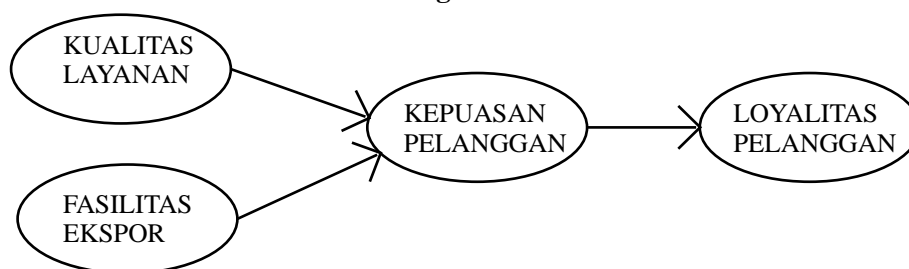 KUALITAS
LAYANAN
KEPUASAN
PELANGGAN
LOYALITAS
PELANGGAN
FASILITAS
EKSPOR